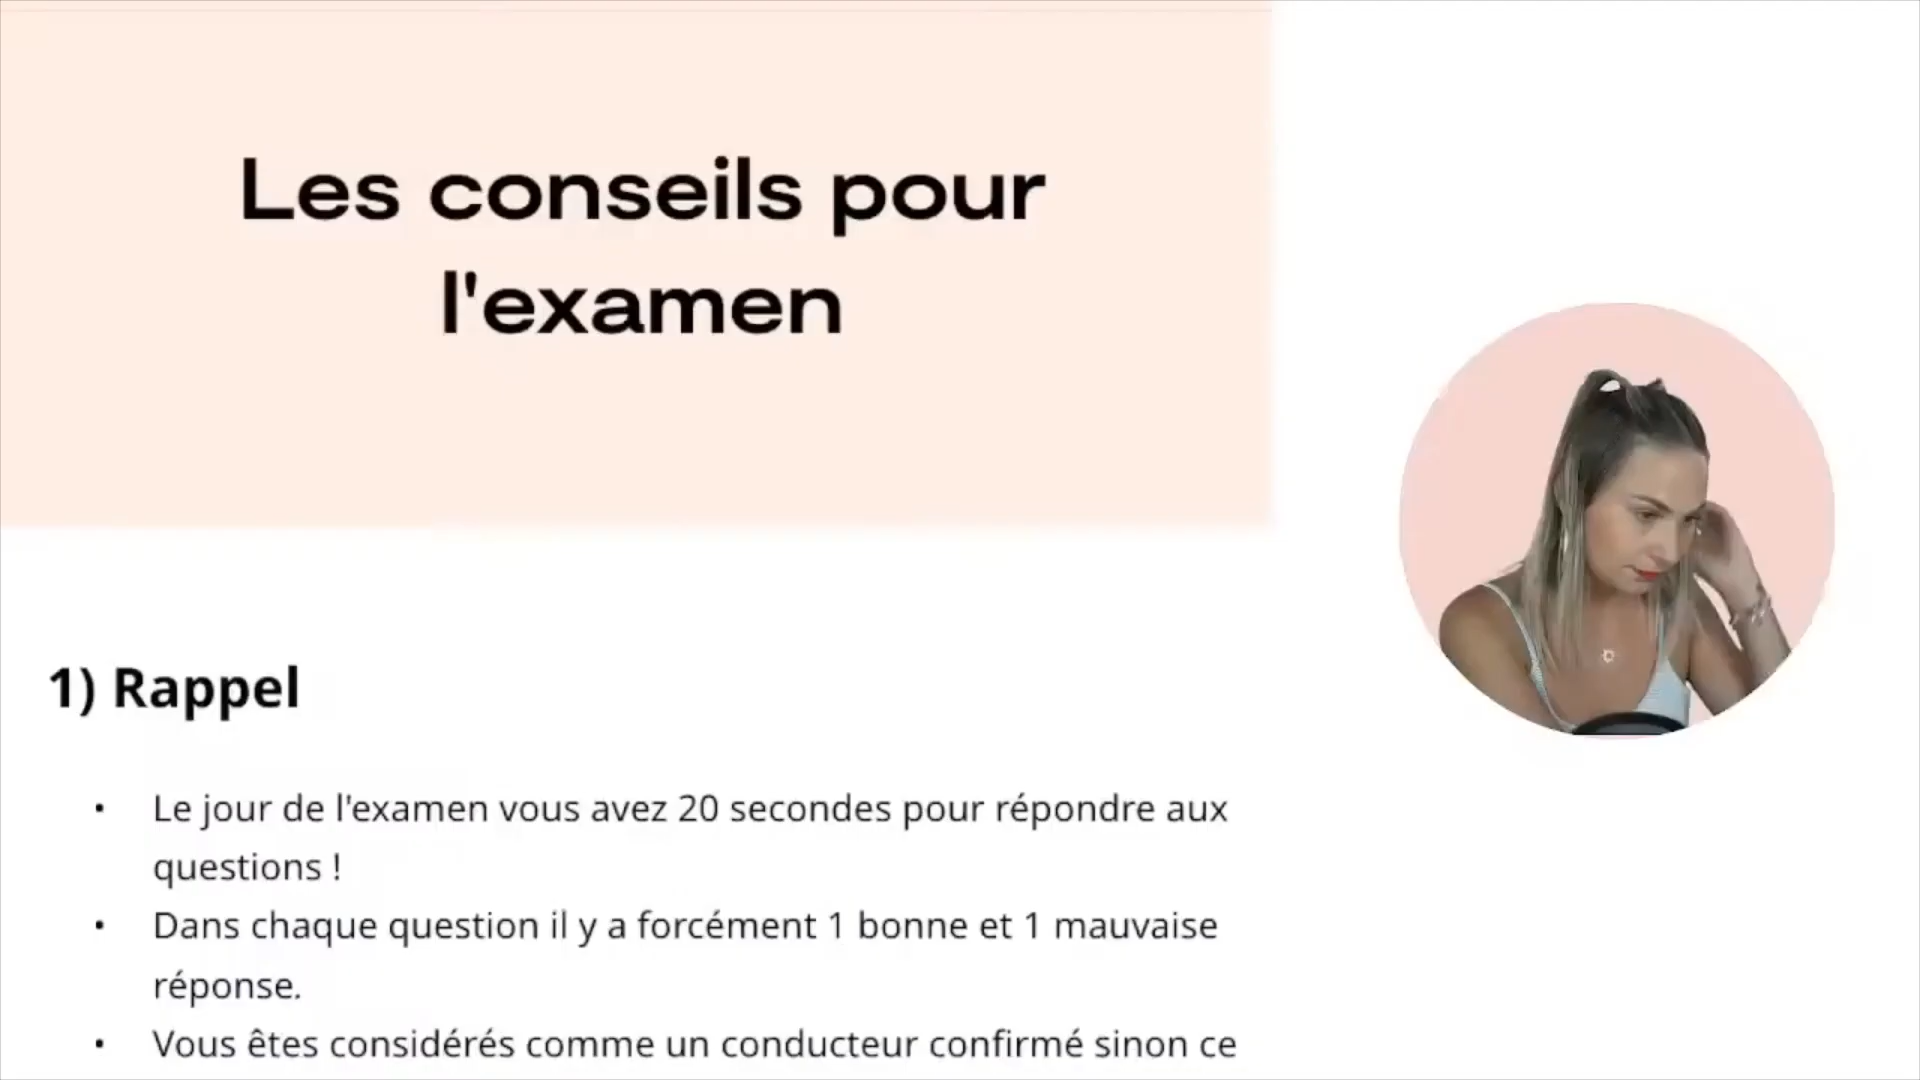 Les conseils pour
l'examen
1) Rappel
• Le jour de l'examen vous avez 20 secondes pour répondre aux
questions !
• Dans chaque question il y a forcément 1 bonne et 1 mauvaise
réponse.
• Vous êtes considérés comme un conducteur confirmé sinon ce